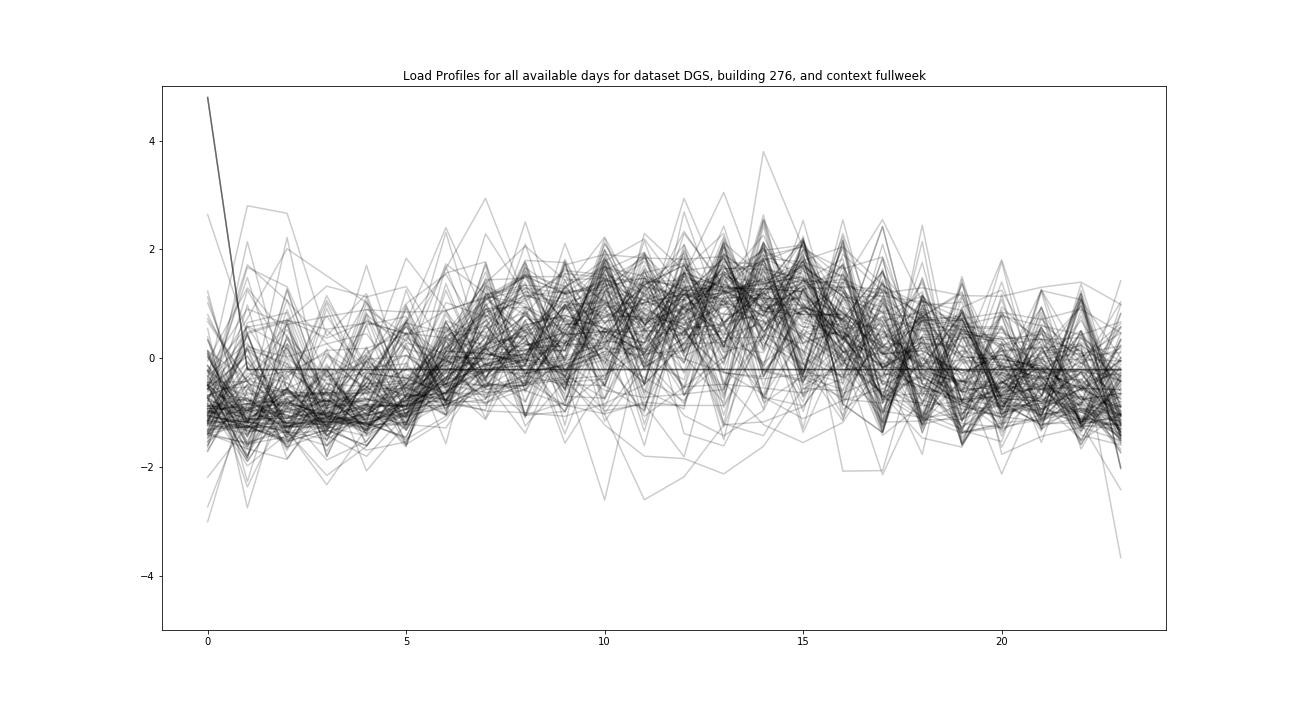 Load Profiles for all available days for dataset DGS, building 276, and context fullweek
4
2
0
−2
−4
0 5 10 15 20